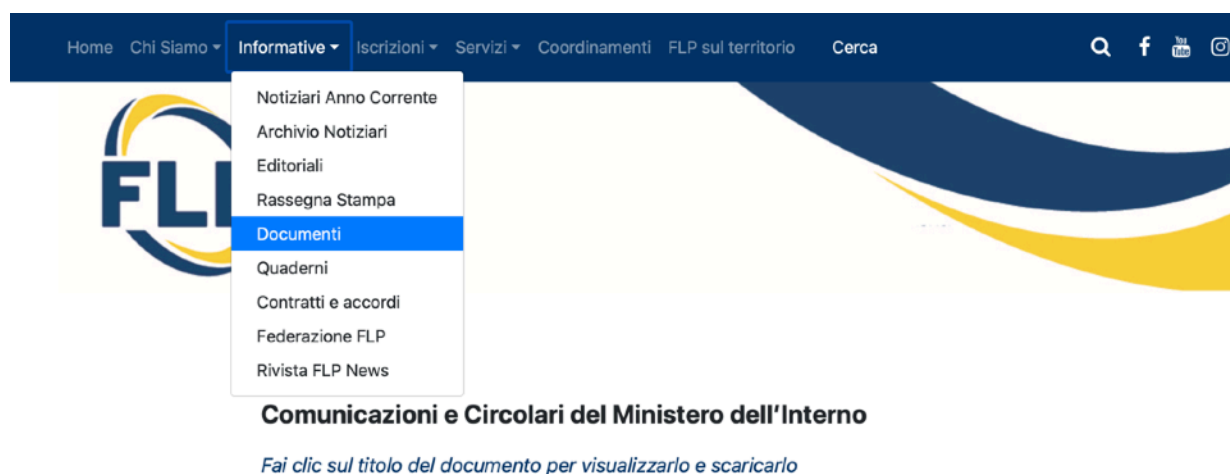 Home Chi Siamo Informative Iscrizioni Servizi Coordinamenti FLP sul territorio Cerca
You
Tube
Notiziari Anno Corrente
Archivio Notiziari
Editoriali
Rassegna Stampa
Documenti
Quaderni
Contratti e accordi
Federazione FLP
Rivista FLP News
Comunicazioni e Circolari del Ministero dell'Interno
Fai clic sul titolo del documento per visualizzarlo e scaricarlo